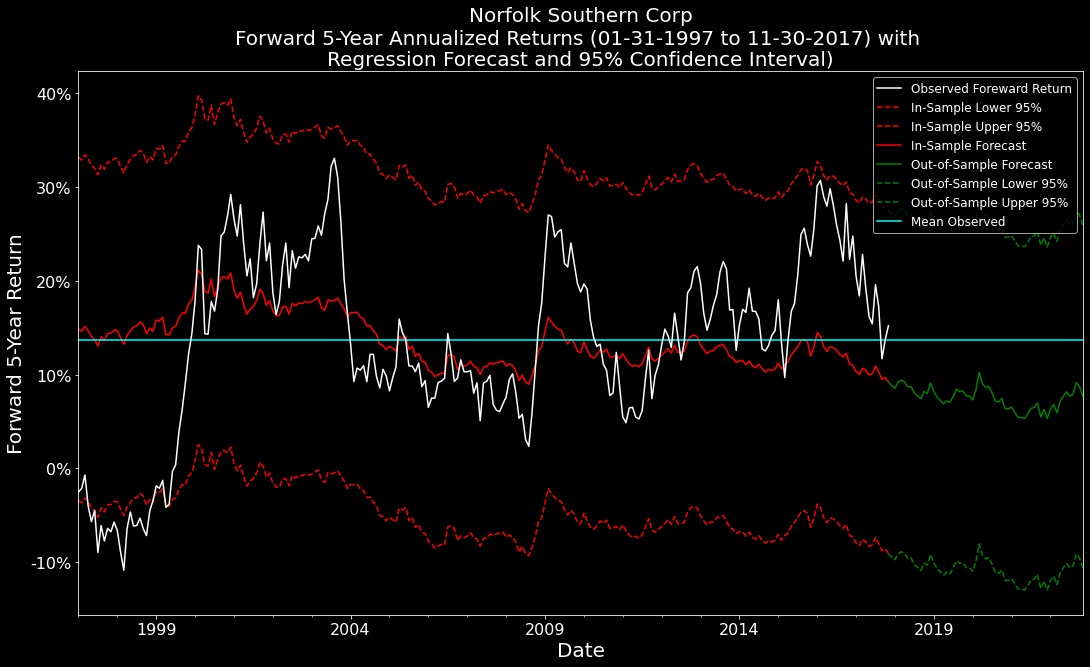 Norfolk Southern Corp
Forward 5-Year Annualized Returns (01-31-1997 to 11-30-2017) with
Regression Forecast and 95% Confidence Interval)
Observed Foreward Return
In-Sample Lower 95%
In-Sample Upper 95%
In-Sample Forecast
Out-of-Sample Forecast
Out-of-Sample Lower 95%
Out-of-Sample Upper 95%
Mean Observed
Forward 5-Year Return
40%
30%
20%
10%
0%
-10%
1999 2004 2009 2014 2019
Date